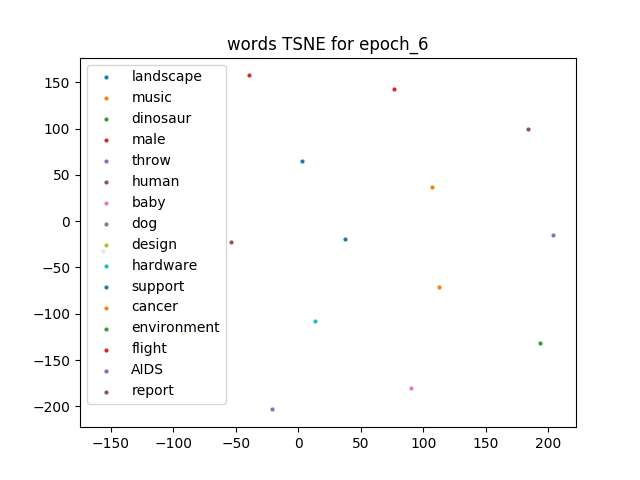 words TSNE for epoch_6
landscape
music
dinosaur
male
throw
human
baby
dog
design
hardware
support
cancer
environment
flight
AIDS
report
150
100
50
0
−50
−100
−150
−200
−150 −100 −50 0 50 100 150 200